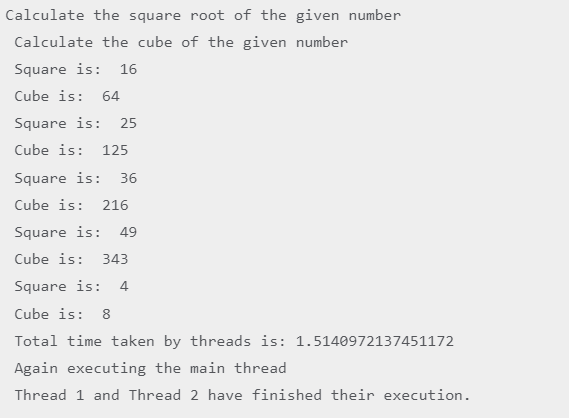 Calculate the square root of the given number
Calculate the cube of the given number
Square is:  16
Cube is:  64
Square is:  25
Cube is:  125
Square is:  36
Cube is:  216
Square is:  49
Cube is:  343
Square is:  4
Cube is:  8
Total time taken by threads is: 1.5140972137451172
Again executing the main thread
Thread 1 and Thread 2 have finished their execution.